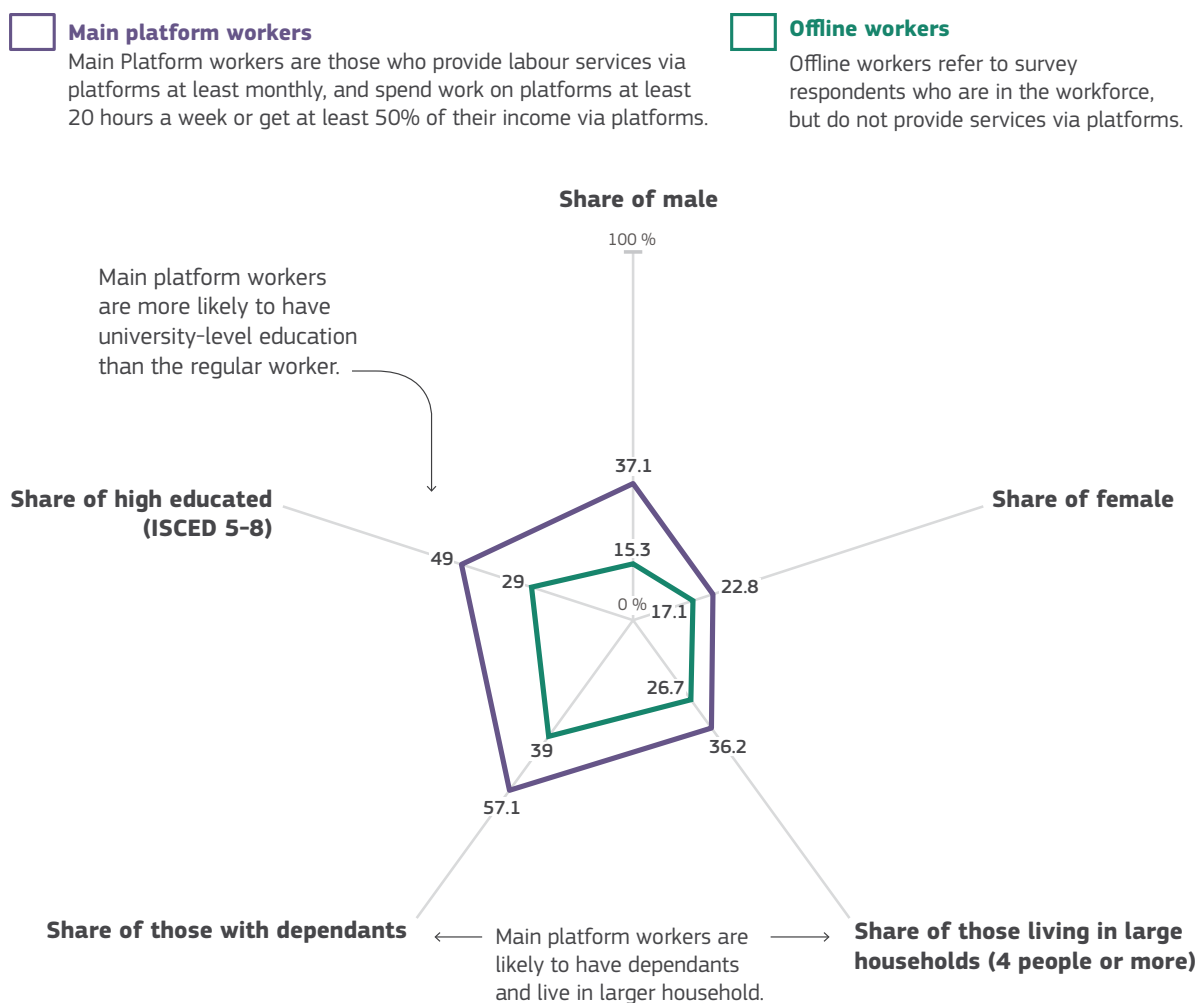 Main platform workers
Main Platform workers are those who provide labour services via
platforms at least monthly, and spend work on platforms at least
20 hours a week or get at least 50% of their income via platforms.
Offline workers
Offline workers refer to survey
respondents who are in the workforce,
but do not provide services via platforms.
Share of male
100 %
Main platform workers
are more likely to have
university-level education
than the regular worker.
37.1
Share of high educated
(ISCED 5-8)
Share of female
49
29
15.3
0 %
17.1
22.8
26.7
36.2
39
57.1
Share of those with dependants
Main platform workers are
likely to have dependants
and live in larger household.
Share of those living in large
households (4 people or more)